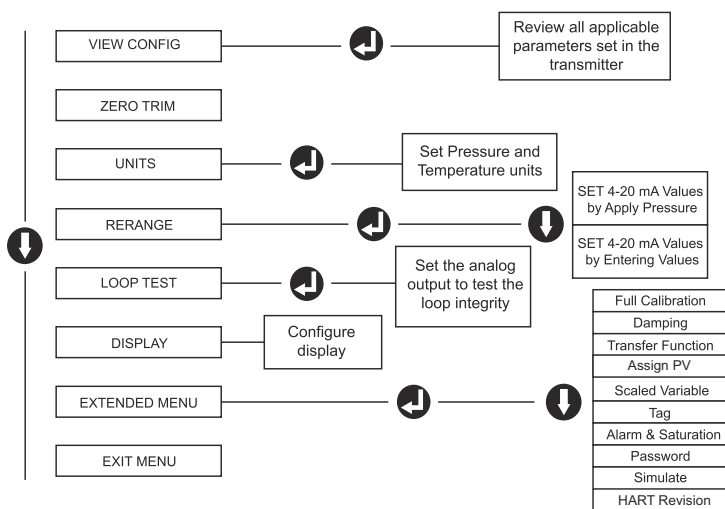 VIEW CONFIG
Review all applicable
parameters set in the
transmitter
ZERO TRIM
UNITS
Set Pressure and
Temperature units
RERANGE
SET 4-20 mA Values
by Apply Pressure
SET 4-20 mA Values
by Entering Values
LOOP TEST
Set the analog
output to test the
loop integrity
DISPLAY
Configure
display
EXTENDED MENU
Full Calibration
Damping
Transfer Function
Assign PV
Scaled Variable
Tag
Alarm & Saturation
Password
Simulate
HART Revision
EXIT MENU